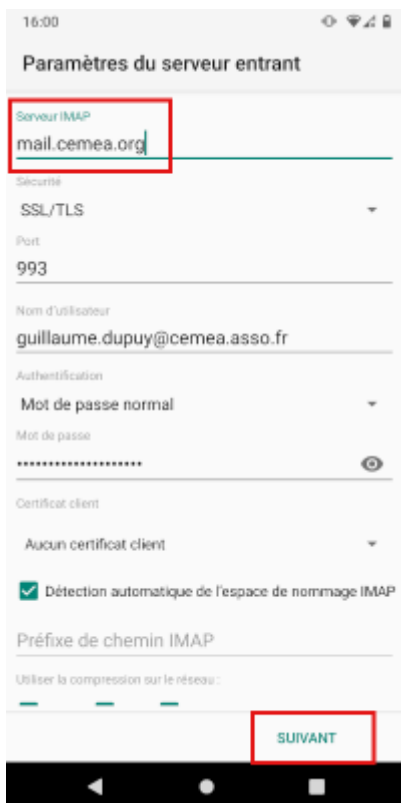 16:00
Paramètres du serveur entrant
Serveur IMAP
mail.cemea.org
Sécurité
SSL/TLS
Port
993
Nom d'utilisateur
guillaume.dupuy@cemea.asso.fr
Authentification
Mot de passe normal
Mot de passe
••••••••••••••••••••
Certificat client
Aucun certificat client
Détection automatique de l'espace de nommage IMAP
Préfixe de chemin IMAP
Utiliser la compression sur le réseau :
SUIVANT